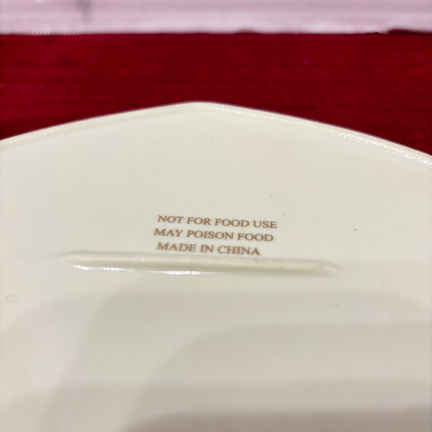 NOT FOR FOOD USE
MAY POISON FOOD
MADE IN CHINA